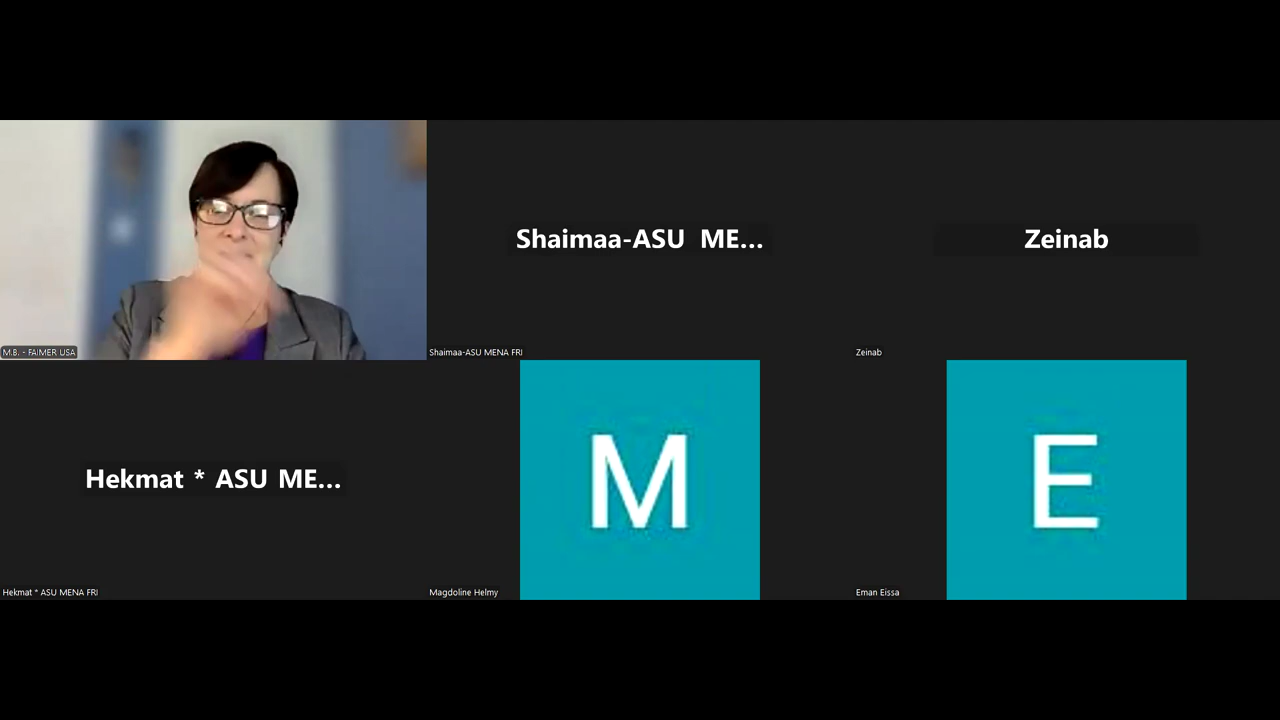 Shaimaa-ASU ME...
Zeinab
M.B. - FAIMER USA
Shaimaa-ASU MENA FRI
Zeinab
Hekmat * ASU ME...
M
E
Hekmat * ASU MENA FRI
Magdoline Helmy
Eman Eissa